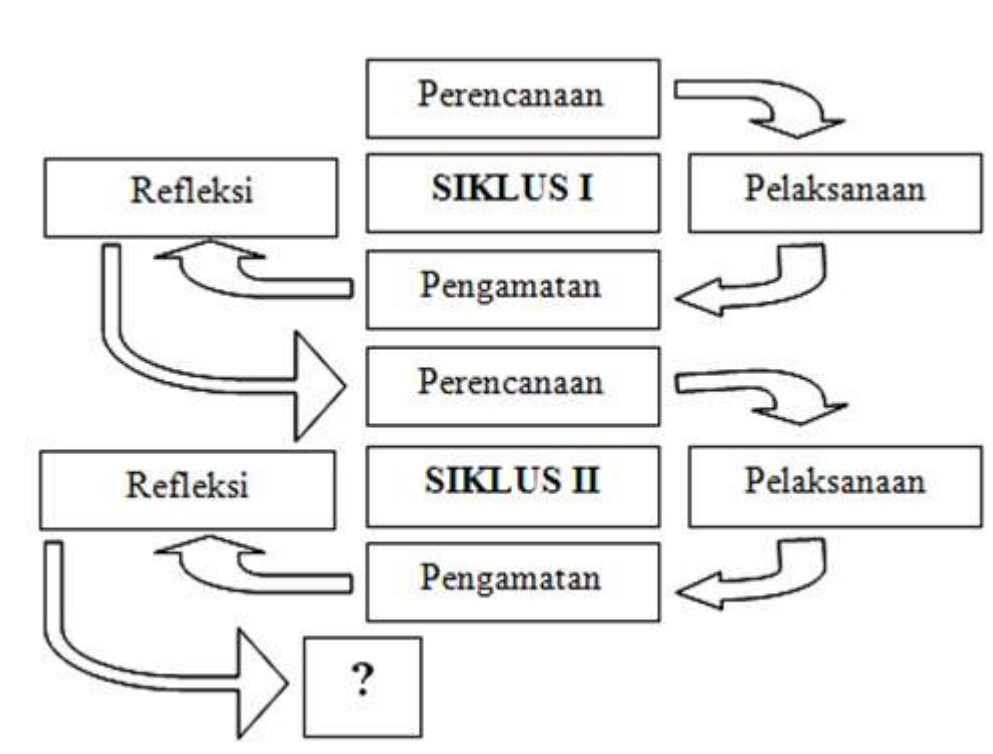 Perencanaan
Refleksi
SIKLUS I
Pelaksanaan
Pengamatan
Perencanaan
Refleksi
SIKLUS II
Pelaksanaan
Pengamatan
?